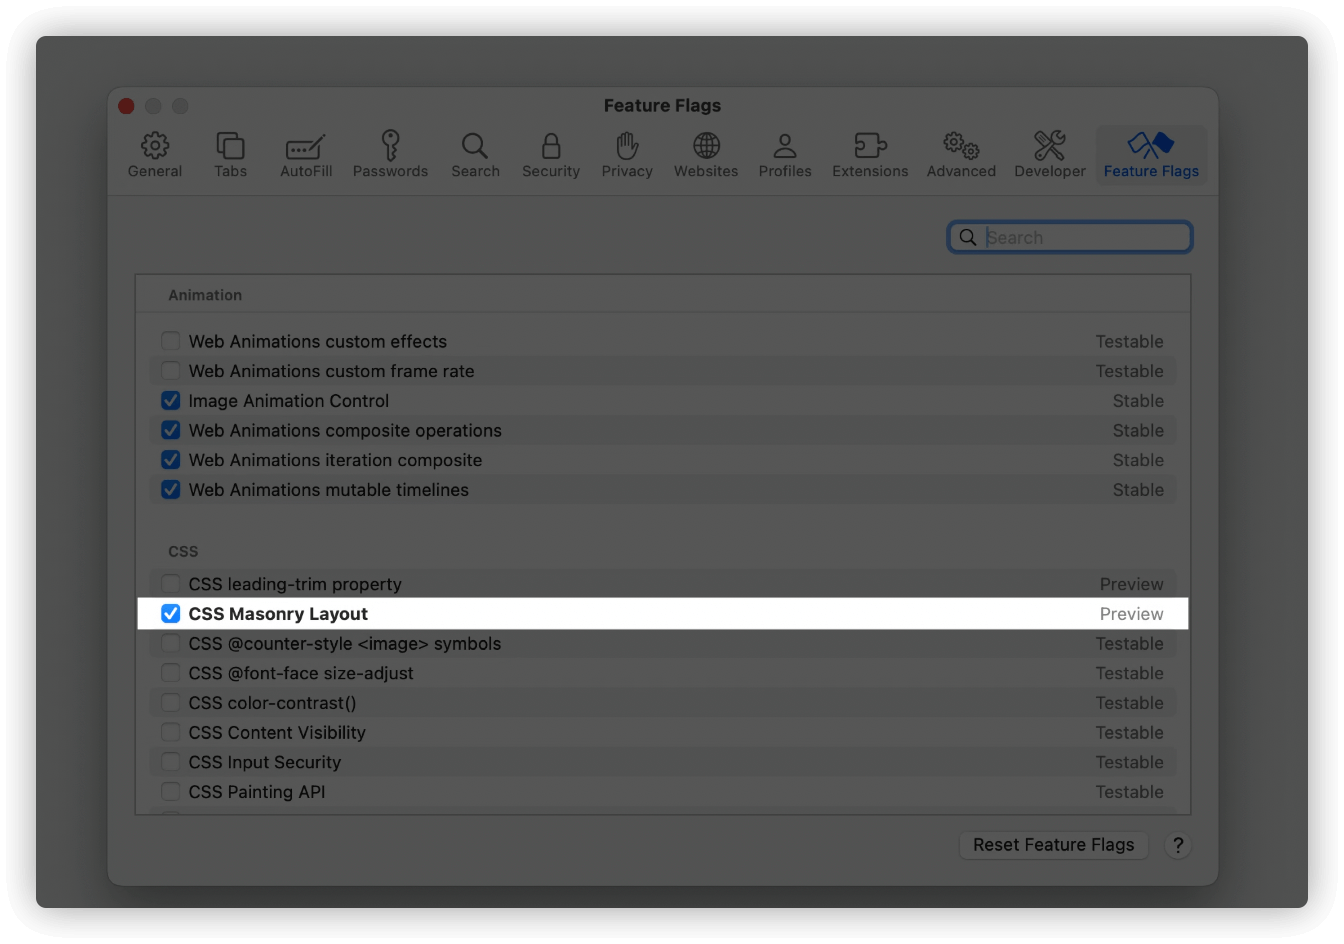 Feature Flags
General Tabs AutoFill Passwords Search Security Privacy Websites Profiles Extensions Advanced Developer Feature Flags
Search
Animation
Web Animations custom effects Testable
Web Animations custom frame rate Testable
Image Animation Control Stable
Web Animations composite operations Stable
Web Animations iteration composite Stable
Web Animations mutable timelines Stable
CSS
CSS leading-trim property Preview
CSS Masonry Layout Preview
CSS @counter-style <image> symbols Testable
CSS @font-face size-adjust Testable
CSS color-contrast() Testable
CSS Content Visibility Testable
CSS Input Security Testable
CSS Painting API Testable
Reset Feature Flags ?